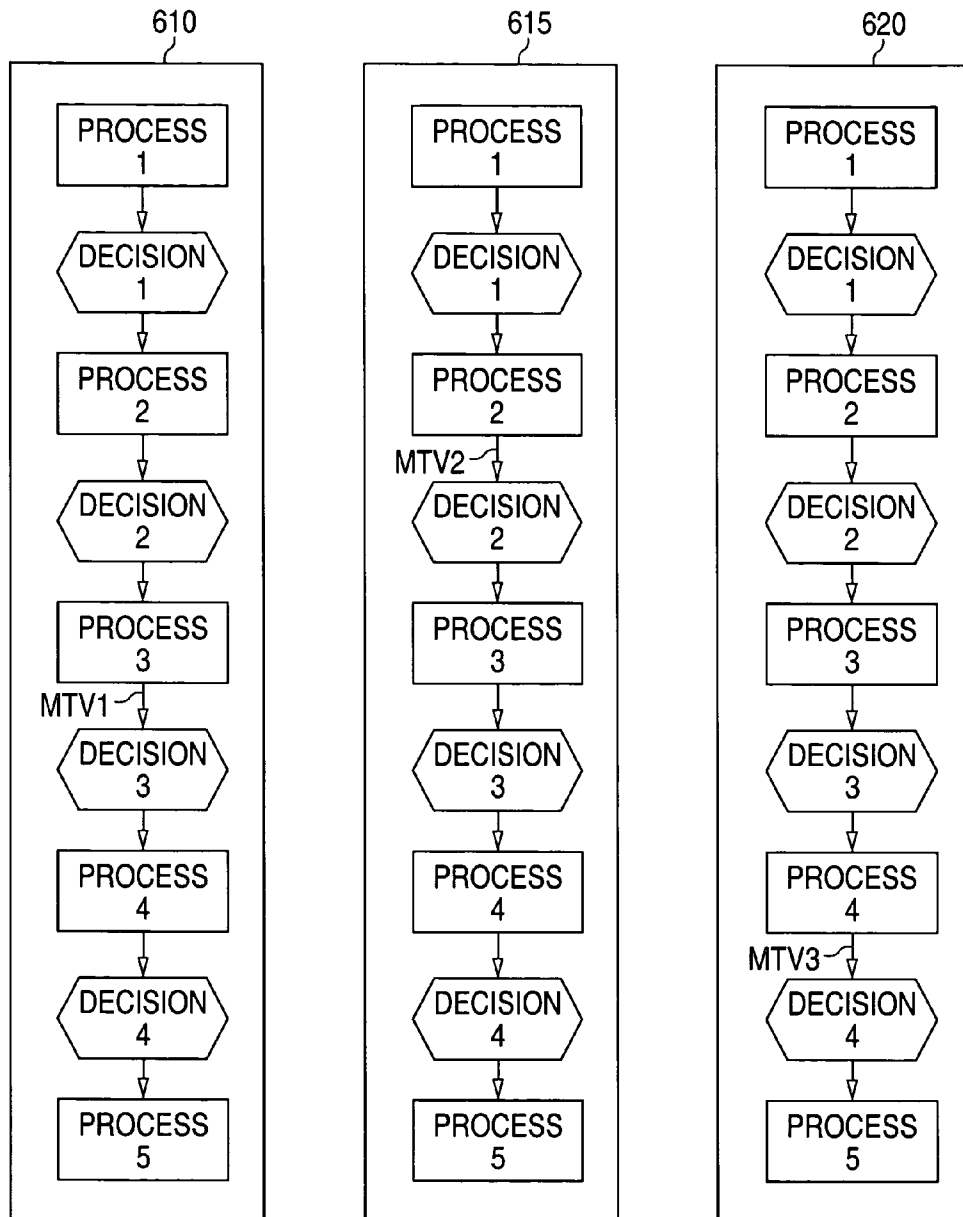 610
PROCESS
1
DECISION
1
PROCESS
2
DECISION
2
PROCESS
3
MTV1
DECISION
3
PROCESS
4
DECISION
4
PROCESS
5
615
PROCESS
1
DECISION
1
PROCESS
2
MTV2
DECISION
2
PROCESS
3
DECISION
3
PROCESS
4
DECISION
4
PROCESS
5
620
PROCESS
1
DECISION
1
PROCESS
2
DECISION
2
PROCESS
3
DECISION
3
PROCESS
4
MTV3
DECISION
4
PROCESS
5